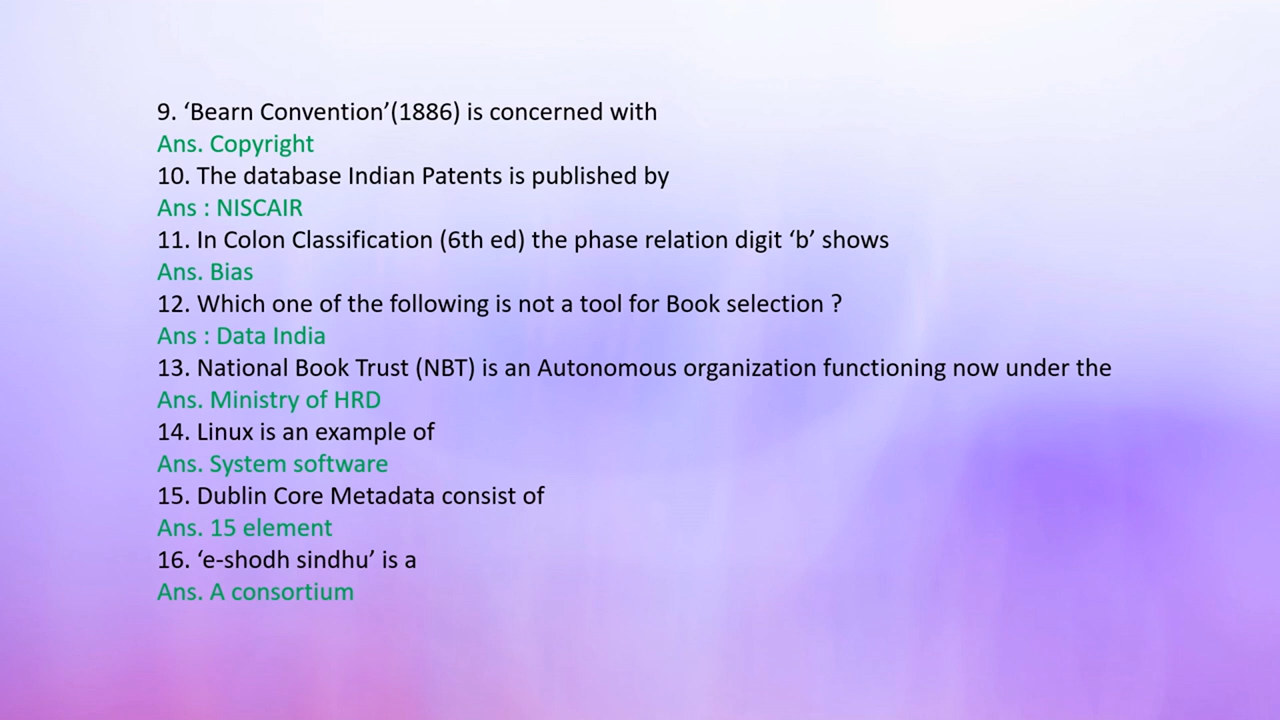 9. ‘Bearn Convention’(1886) is concerned with
Ans. Copyright
10. The database Indian Patents is published by
Ans : NISCAIR
11. In Colon Classification (6th ed) the phase relation digit ‘b’ shows
Ans. Bias
12. Which one of the following is not a tool for Book selection ?
Ans : Data India
13. National Book Trust (NBT) is an Autonomous organization functioning now under the
Ans. Ministry of HRD
14. Linux is an example of
Ans. System software
15. Dublin Core Metadata consist of
Ans. 15 element
16. ‘e-shodh sindhu’ is a
Ans. A consortium